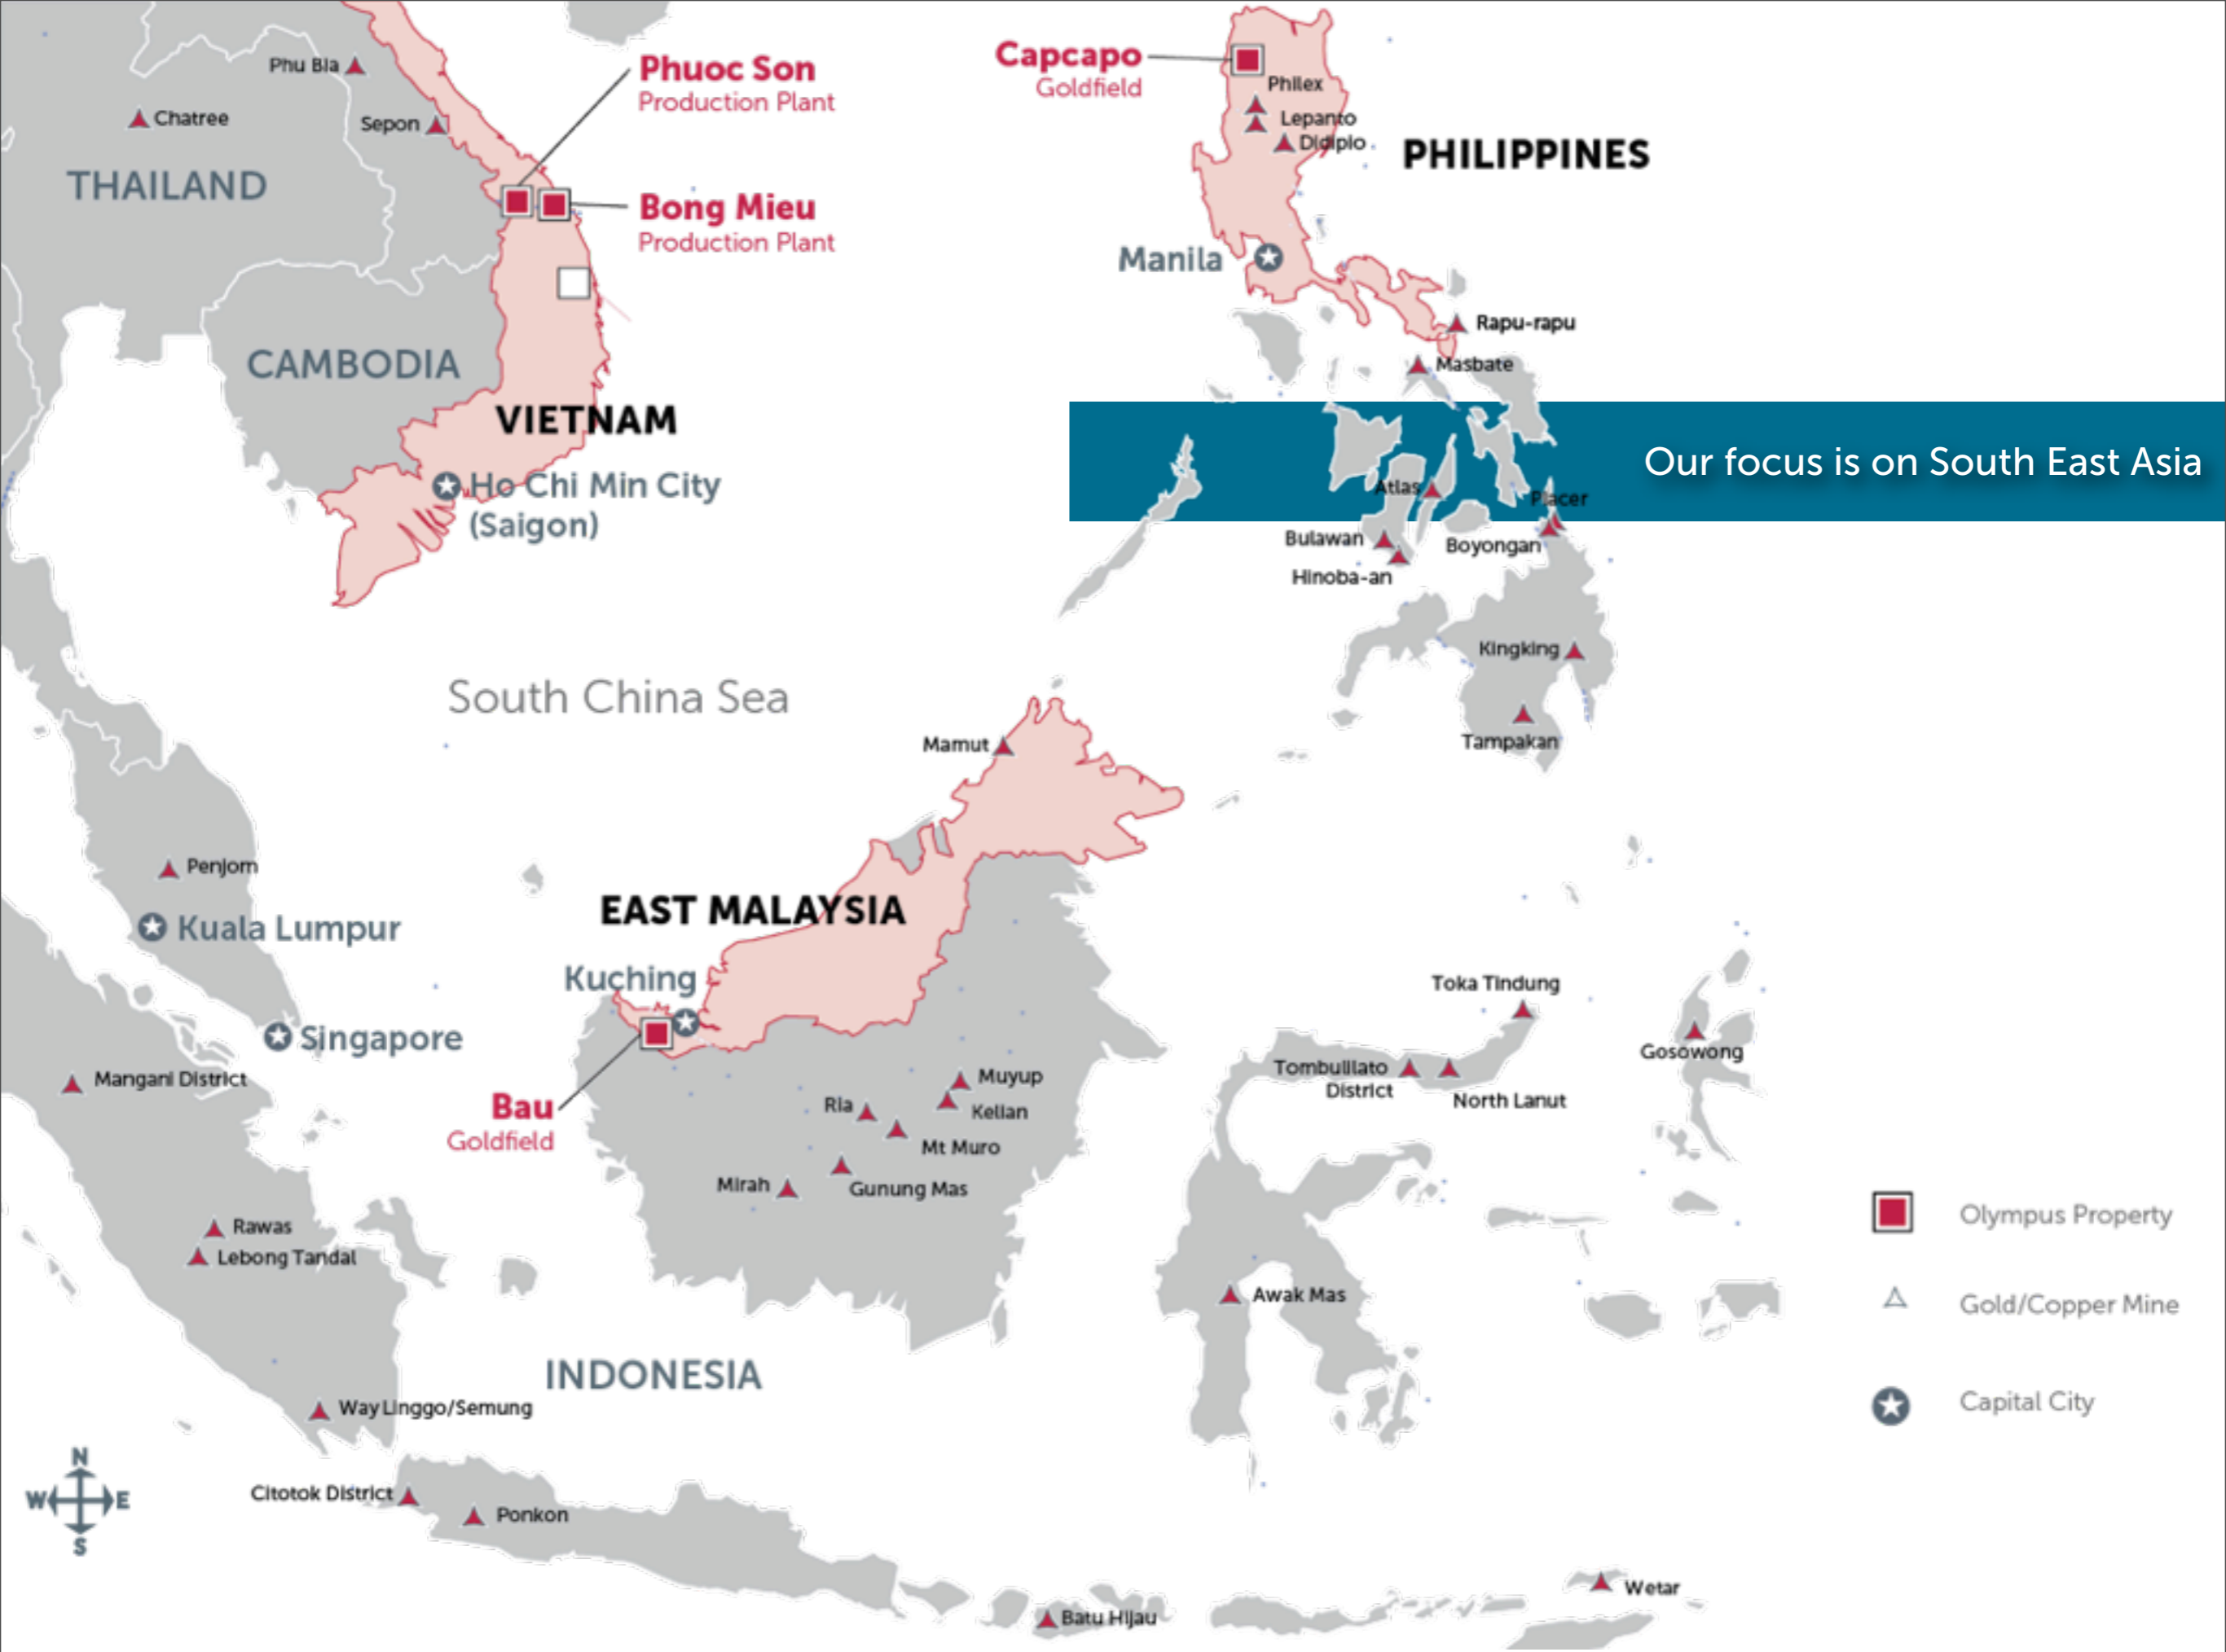 Phu Bia
Chatree
Sepon
THAILAND
Phuoc Son
Production Plant
Bong Mieu
Production Plant
CAMBODIA
VIETNAM
Ho Chi Min City
(Saigon)
Capcapo
Goldfield
Philex
Lepanto
Didipio
PHILIPPINES
Manila
Rapu-rapu
Masbate
Our focus is on South East Asia
Atlas
Placer
Bulawan
Boyongan
Hinoba-an
Kingking
Tampakan
South China Sea
Mamut
Penjom
Kuala Lumpur
EAST MALAYSIA
Kuching
Singapore
Mangani District
Bau
Goldfield
Muyup
Ria
Kelian
Mt Muro
Mirah
Gunung Mas
Toka Tindung
Tombulilato
District
North Lanut
Gosowong
Rawas
Lebong Tandai
Awak Mas
INDONESIA
Way Linggo/Semung
Citotok District
Ponkon
Batu Hijau
Wetar
N
W E
S
Olympus Property
Gold/Copper Mine
Capital City